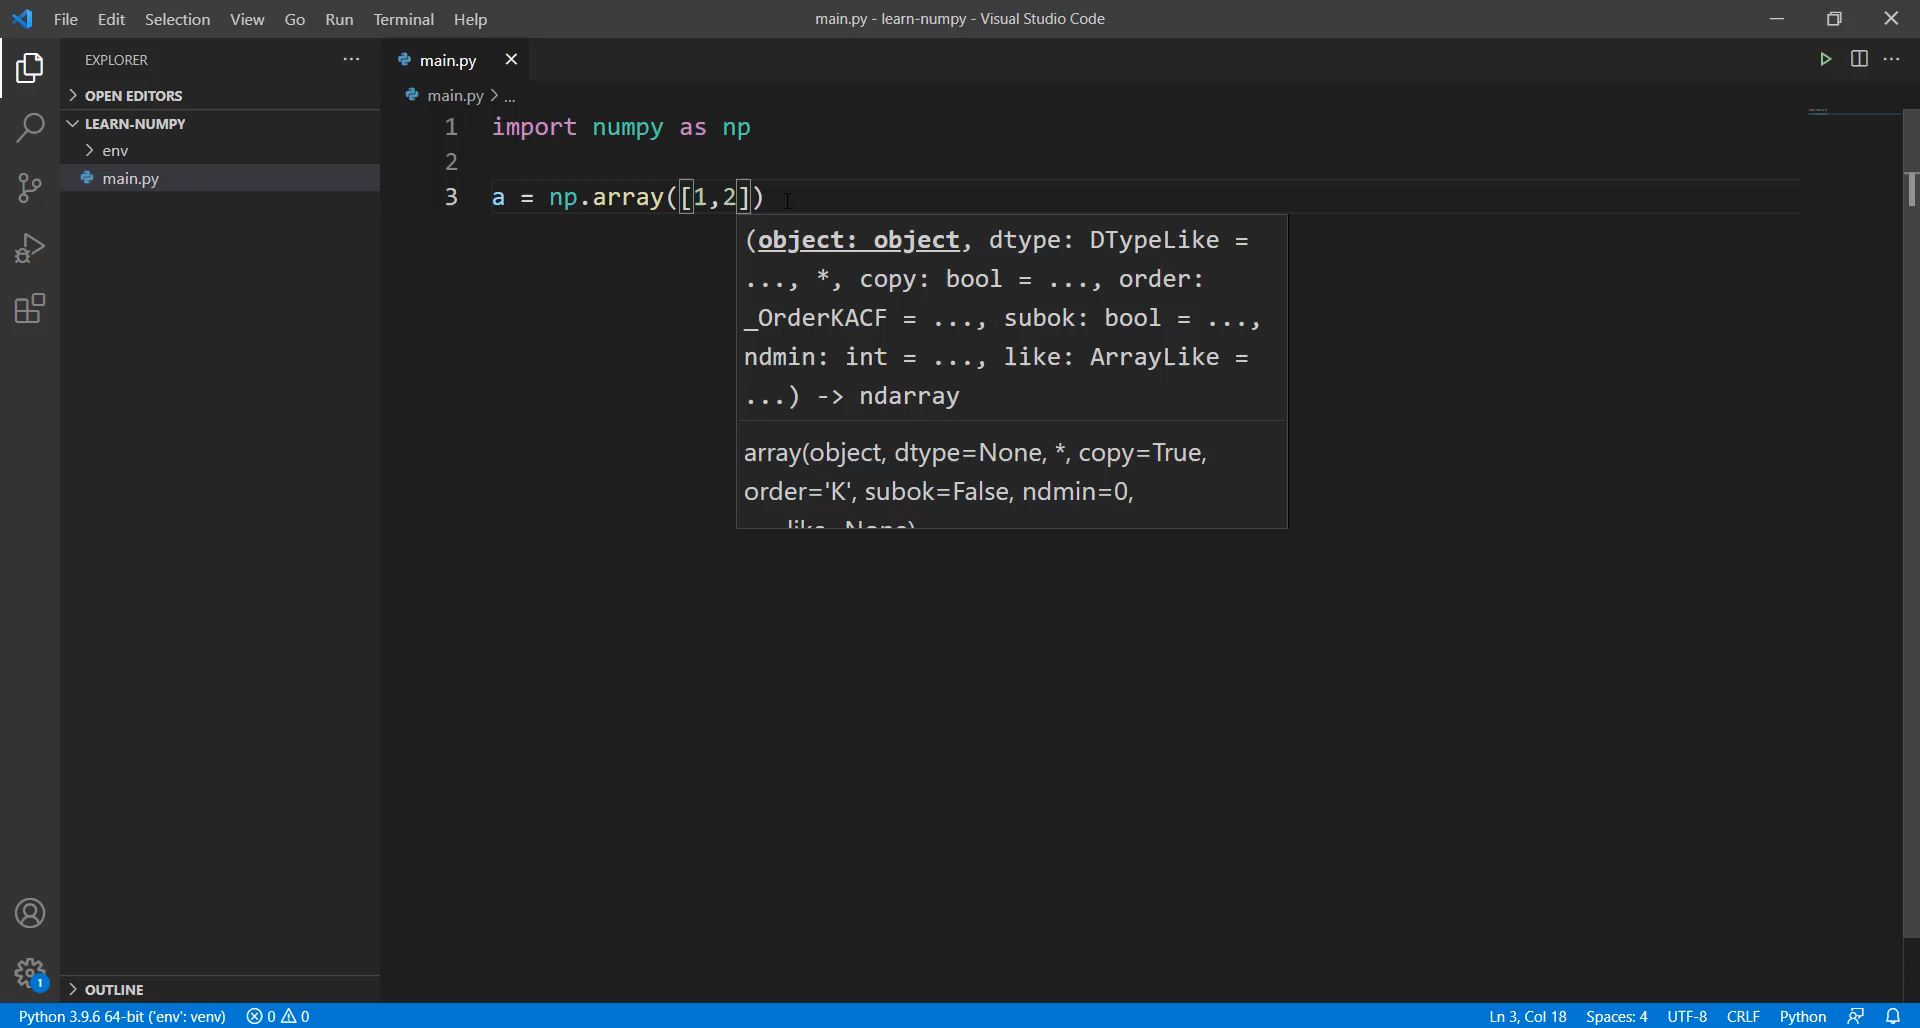 File Edit Selection View Go Run Terminal Help
main.py - learn-numpy - Visual Studio Code
EXPLORER
OPEN EDITORS
LEARN-NUMPY
env
main.py
main.py
main.py > ...
1 import numpy as np
2
3 a = np.array([1,2])
(object: object, dtype: DTypeLike =
..., *, copy: bool = ..., order:
_OrderKACF = ..., subok: bool = ...,
ndmin: int = ..., like: ArrayLike =
...) -> ndarray
array(object, dtype=None, *, copy=True,
order='K', subok=False, ndmin=0,
like=None)
1
OUTLINE
Python 3.9.6 64-bit ('env': venv) 0 0 Ln 3, Col 18 Spaces: 4 UTF-8 CRLF Python